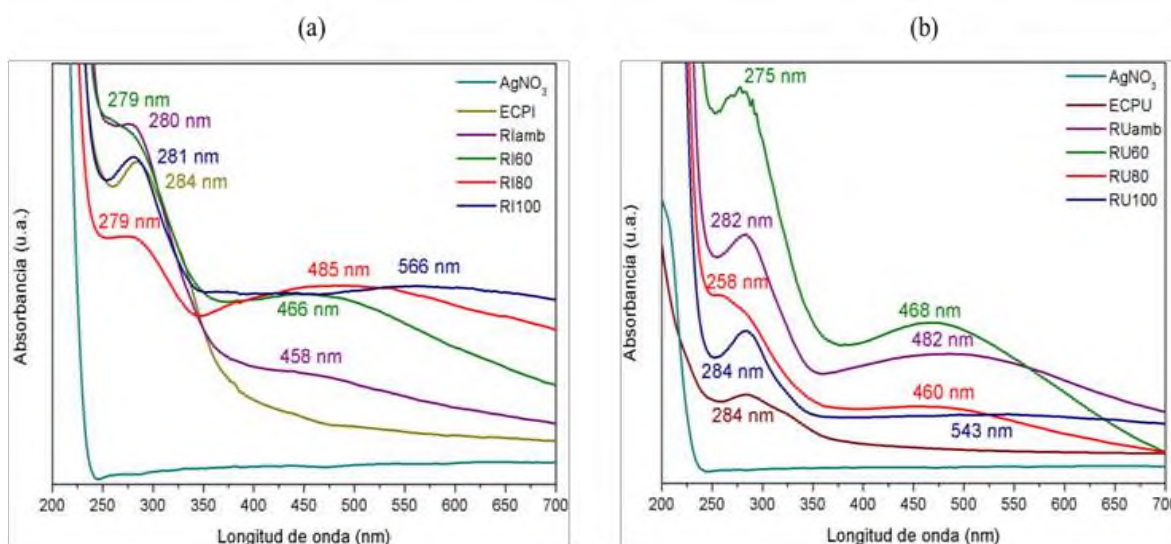 (a)
(b)
AgNO₃
ECPI
RIamb
RI60
RI80
RI100
279 nm
280 nm
281 nm
284 nm
279 nm
485 nm
566 nm
466 nm
458 nm
Absorbancia (u.a.)
200 250 300 350 400 450 500 550 600 650 700
Longitud de onda (nm)
AgNO₃
ECPU
RUamb
RU60
RU80
RU100
275 nm
282 nm
258 nm
284 nm
284 nm
468 nm
482 nm
460 nm
543 nm
Absorbancia (u.a.)
200 250 300 350 400 450 500 550 600 650 700
Longitud de onda (nm)